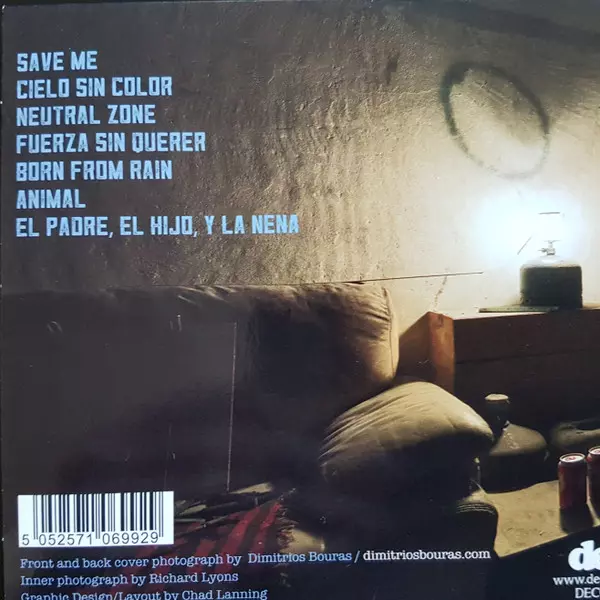 SAVE ME
CIELO SIN COLOR
NEUTRAL ZONE
FUERZA SIN QUERER
BORN FROM RAIN
ANIMAL
EL PADRE, EL HIJO, Y LA NENA
5 052571 069929
Front and back cover photograph by Dimitrios Bouras / dimitriosbouras.com
Inner photograph by Richard Lyons
Graphic Design/Layout by Chad Lanning